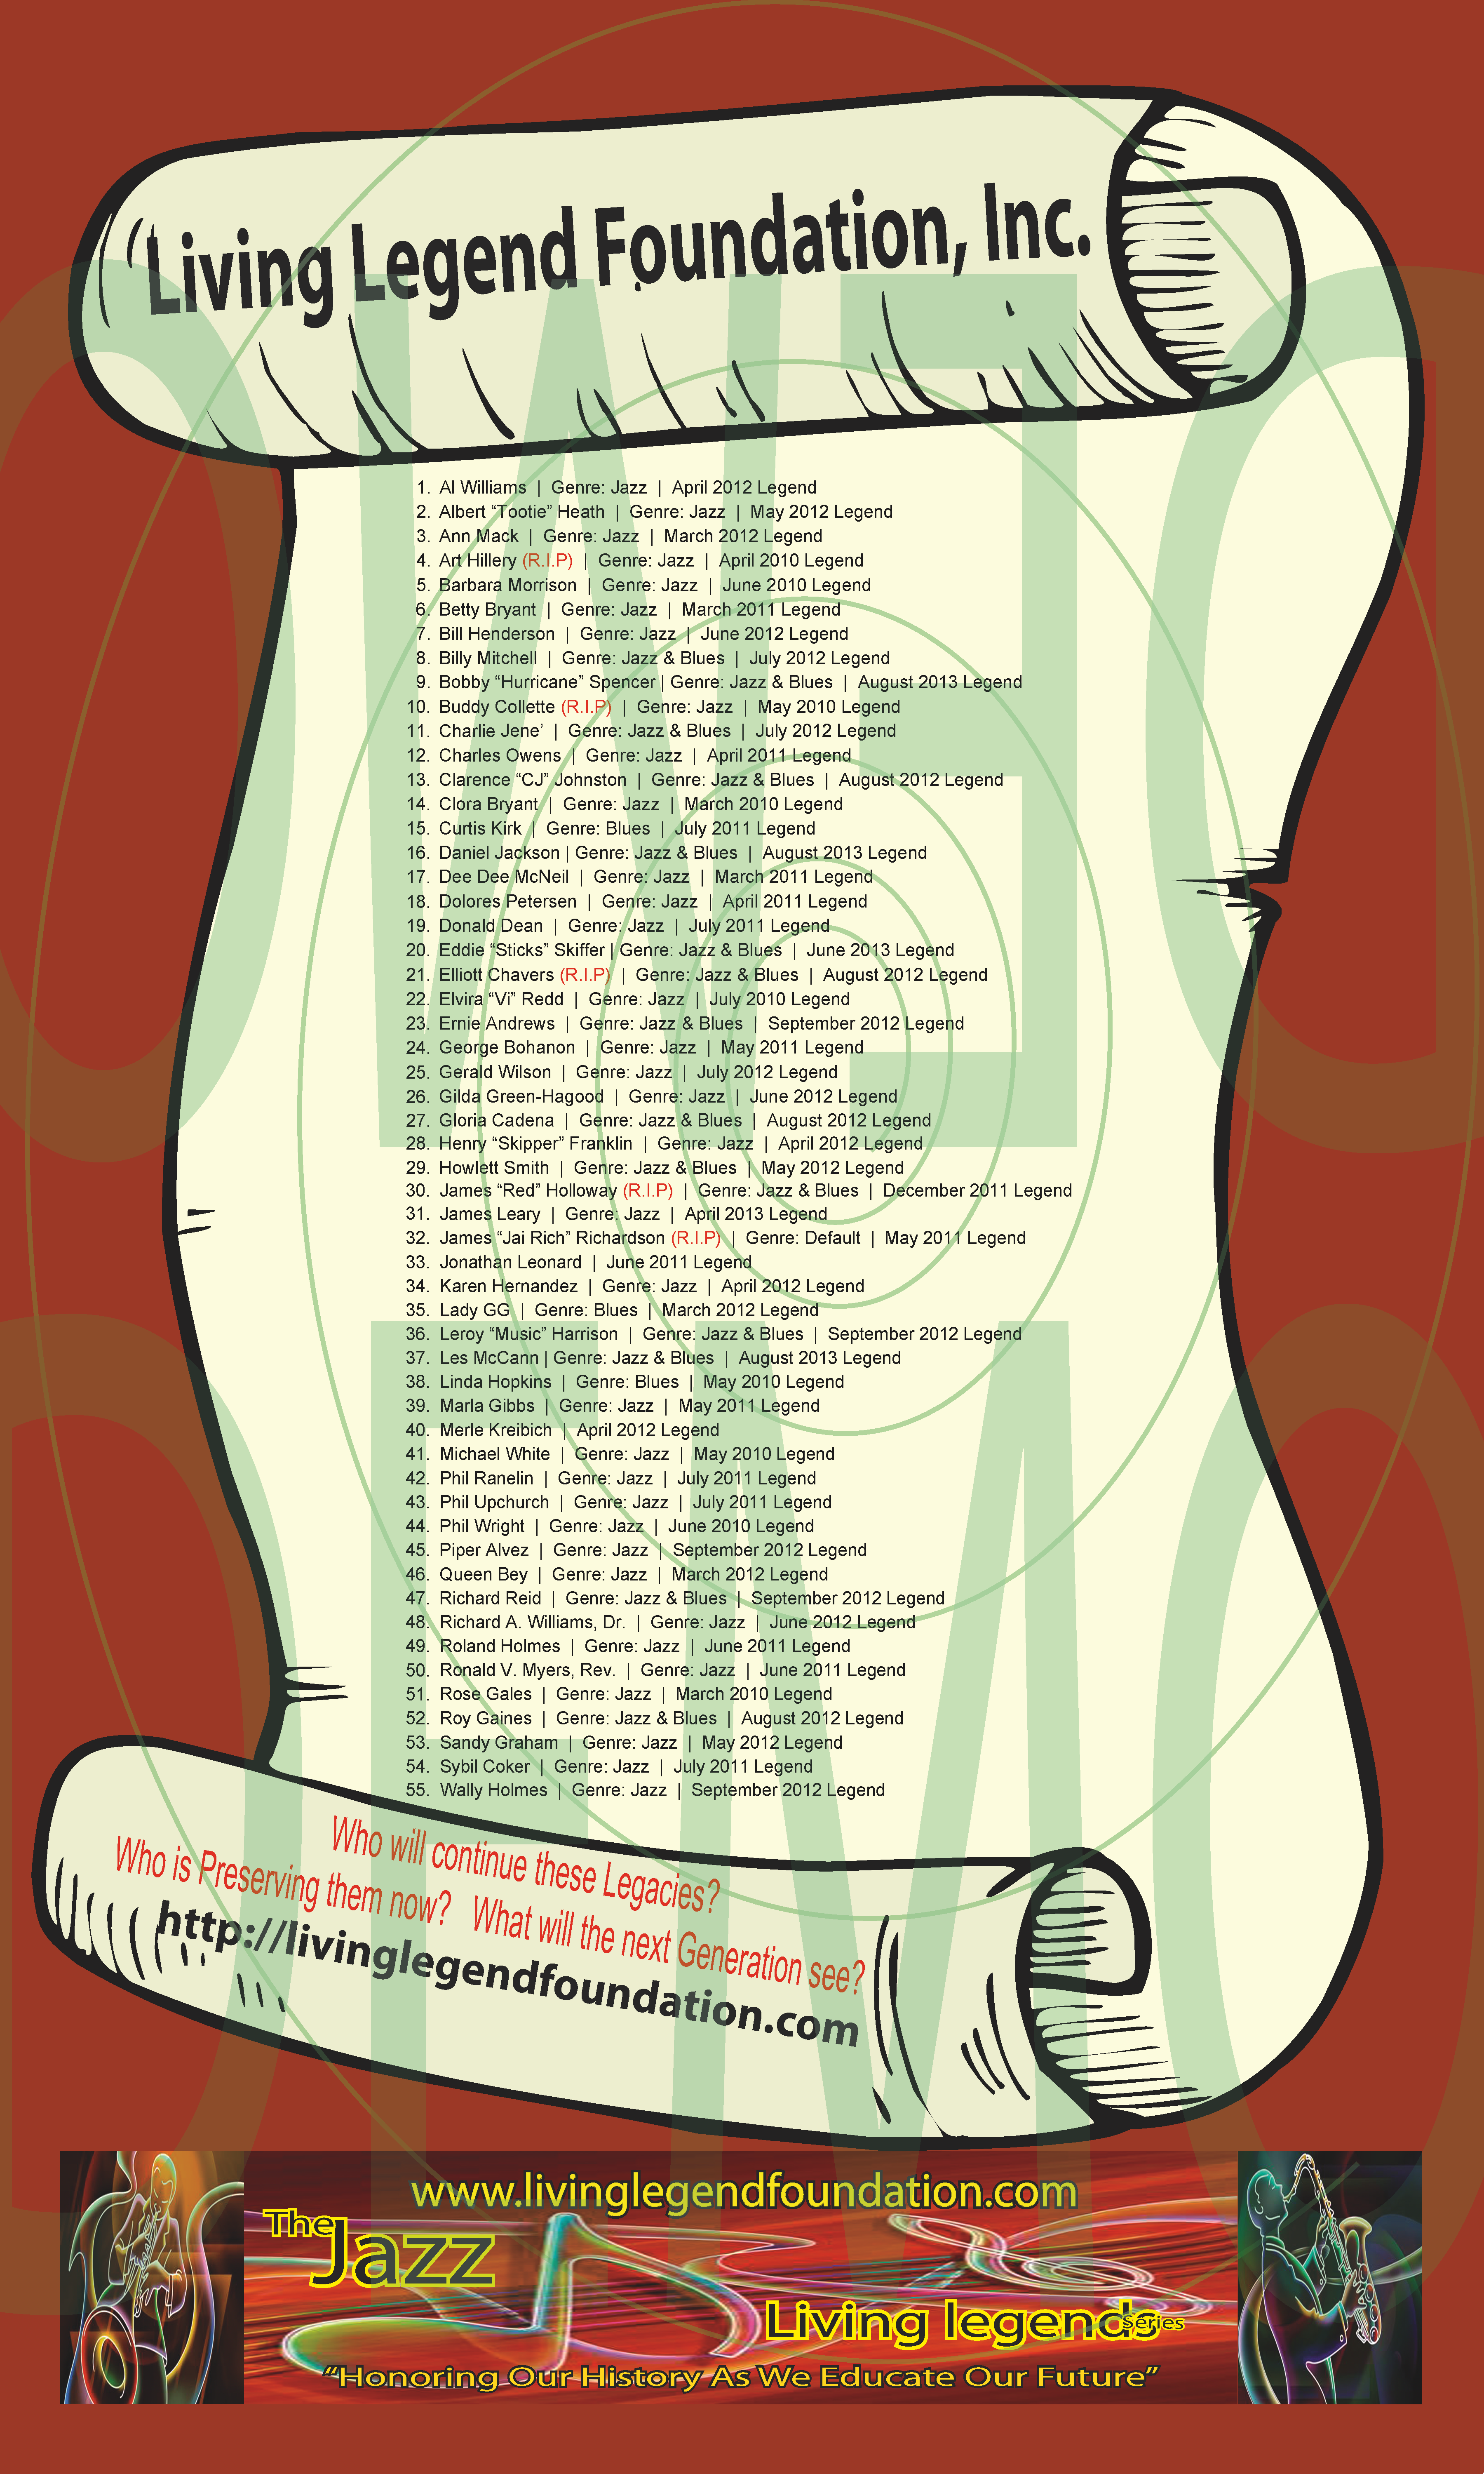 Living Legend Foundation, Inc.
1. Al Williams | Genre: Jazz | April 2012 Legend
2. Albert “Tootie” Heath | Genre: Jazz | May 2012 Legend
3. Ann Mack | Genre: Jazz | March 2012 Legend
4. Art Hillery (R.I.P) | Genre: Jazz | April 2010 Legend
5. Barbara Morrison | Genre: Jazz | June 2010 Legend
6. Betty Bryant | Genre: Jazz | March 2011 Legend
7. Bill Henderson | Genre: Jazz | June 2012 Legend
8. Billy Mitchell | Genre: Jazz & Blues | July 2012 Legend
9. Bobby “Hurricane” Spencer | Genre: Jazz & Blues | August 2013 Legend
10. Buddy Collette (R.I.P) | Genre: Jazz | May 2010 Legend
11. Charlie Jene’ | Genre: Jazz & Blues | July 2012 Legend
12. Charles Owens | Genre: Jazz | April 2011 Legend
13. Clarence “CJ” Johnston | Genre: Jazz & Blues | August 2012 Legend
14. Clora Bryant | Genre: Jazz | March 2010 Legend
15. Curtis Kirk | Genre: Blues | July 2011 Legend
16. Daniel Jackson | Genre: Jazz & Blues | August 2013 Legend
17. Dee Dee McNeil | Genre: Jazz | March 2011 Legend
18. Dolores Petersen | Genre: Jazz | April 2011 Legend
19. Donald Dean | Genre: Jazz | July 2011 Legend
20. Eddie “Sticks” Skiffer | Genre: Jazz & Blues | June 2013 Legend
21. Elliott Chavers (R.I.P) | Genre: Jazz & Blues | August 2012 Legend
22. Elvira “Vi” Redd | Genre: Jazz | July 2010 Legend
23. Ernie Andrews | Genre: Jazz & Blues | September 2012 Legend
24. George Bohanon | Genre: Jazz | May 2011 Legend
25. Gerald Wilson | Genre: Jazz | July 2012 Legend
26. Gilda Green-Hagood | Genre: Jazz | June 2012 Legend
27. Gloria Cadena | Genre: Jazz & Blues | August 2012 Legend
28. Henry “Skipper” Franklin | Genre: Jazz | April 2012 Legend
29. Howlett Smith | Genre: Jazz & Blues | May 2012 Legend
30. James “Red” Holloway (R.I.P) | Genre: Jazz & Blues | December 2011 Legend
31. James Leary | Genre: Jazz | April 2013 Legend
32. James “Jai Rich” Richardson (R.I.P) | Genre: Default | May 2011 Legend
33. Jonathan Leonard | June 2011 Legend
34. Karen Hernandez | Genre: Jazz | April 2012 Legend
35. Lady GG | Genre: Blues | March 2012 Legend
36. Leroy “Music” Harrison | Genre: Jazz & Blues | September 2012 Legend
37. Les McCann | Genre: Jazz & Blues | August 2013 Legend
38. Linda Hopkins | Genre: Blues | May 2010 Legend
39. Marla Gibbs | Genre: Jazz | May 2011 Legend
40. Merle Kreibich | April 2012 Legend
41. Michael White | Genre: Jazz | May 2010 Legend
42. Phil Ranelin | Genre: Jazz | July 2011 Legend
43. Phil Upchurch | Genre: Jazz | July 2011 Legend
44. Phil Wright | Genre: Jazz | June 2010 Legend
45. Piper Alvez | Genre: Jazz | September 2012 Legend
46. Queen Bey | Genre: Jazz | March 2012 Legend
47. Richard Reid | Genre: Jazz & Blues | September 2012 Legend
48. Richard A. Williams, Dr. | Genre: Jazz | June 2012 Legend
49. Roland Holmes | Genre: Jazz | June 2011 Legend
50. Ronald V. Myers, Rev. | Genre: Jazz | June 2011 Legend
51. Rose Gales | Genre: Jazz | March 2010 Legend
52. Roy Gaines | Genre: Jazz & Blues | August 2012 Legend
53. Sandy Graham | Genre: Jazz | May 2012 Legend
54. Sybil Coker | Genre: Jazz | July 2011 Legend
55. Wally Holmes | Genre: Jazz | September 2012 Legend
Who will continue these Legacies?
Who is Preserving them now? What will the next Generation see?
http://livinglegendfoundation.com
www.livinglegendfoundation.com
The Jazz
Living legends Series
“Honoring Our History As We Educate Our Future”